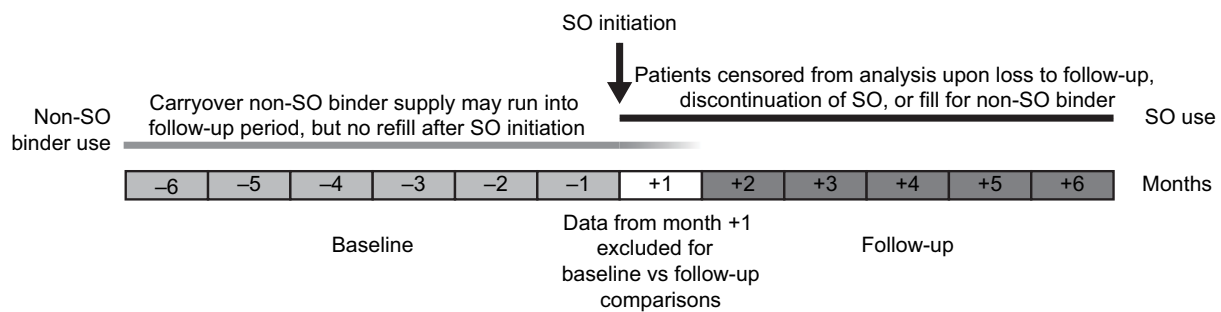 SO initiation
Patients censored from analysis upon loss to follow-up,
discontinuation of SO, or fill for non-SO binder
Carryover non-SO binder supply may run into
follow-up period, but no refill after SO initiation
Non-SO
binder use
SO use
–6 –5 –4 –3 –2 –1 +1 +2 +3 +4 +5 +6 Months
Baseline
Data from month +1
excluded for
baseline vs follow-up
comparisons
Follow-up